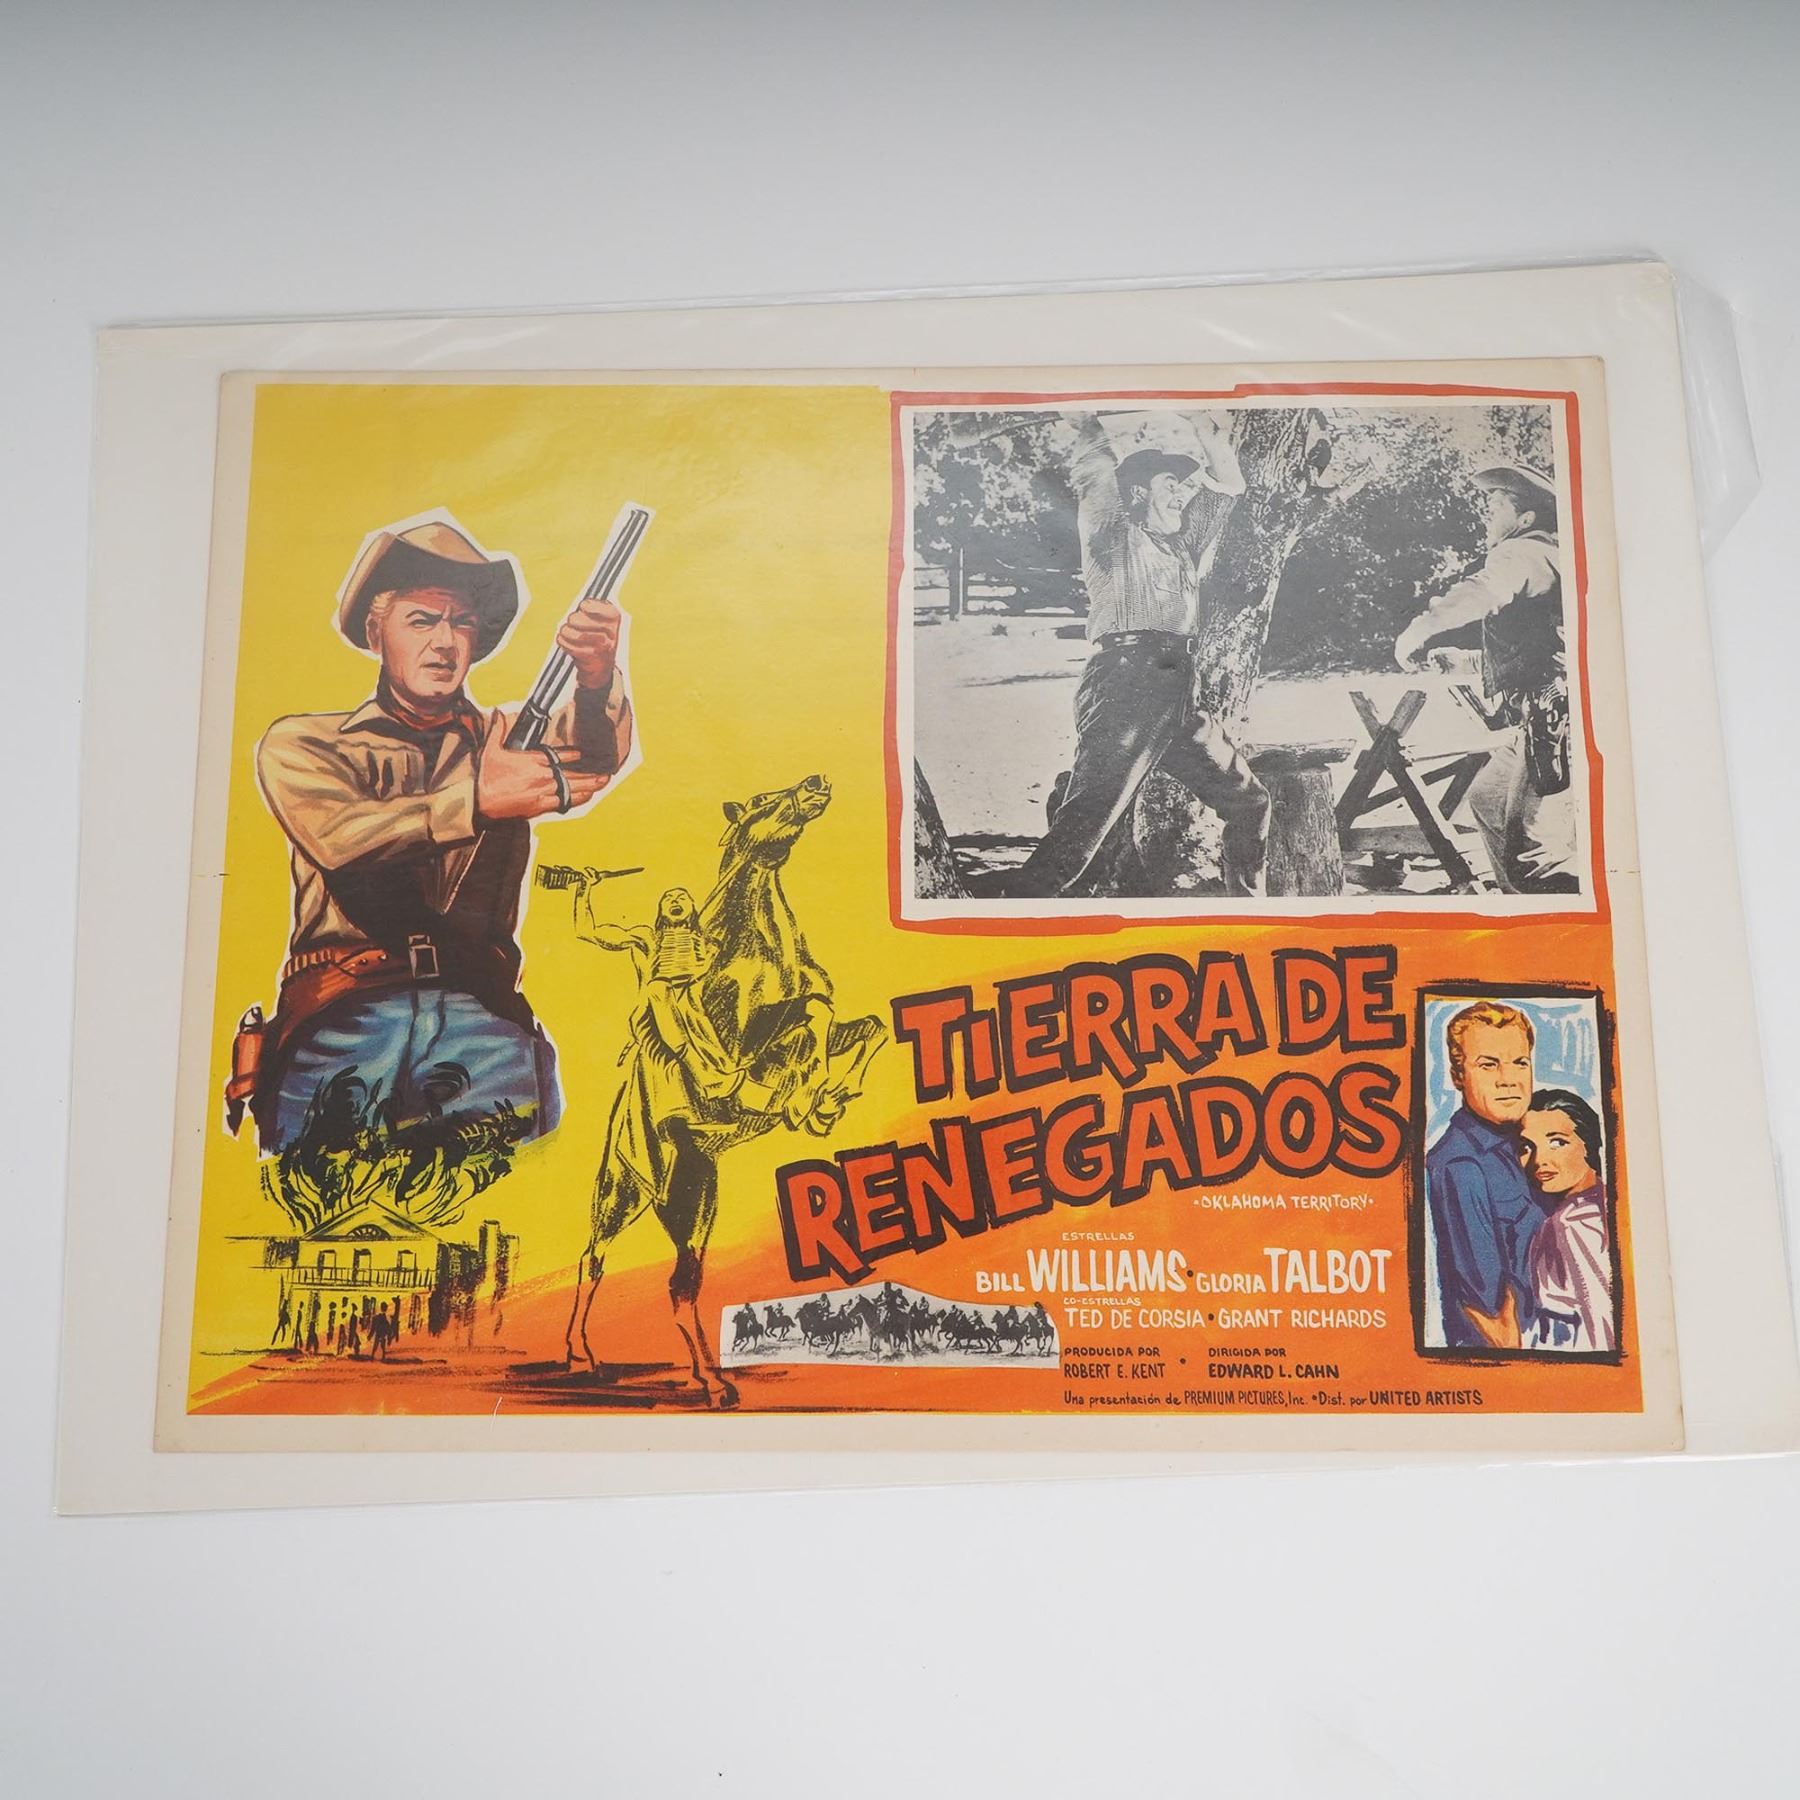 TIERRA DE
RENEGADOS
•OKLAHOMA TERRITORY•
ESTRELLAS
BILL WILLIAMS • GLORIA TALBOT
CO-ESTRELLAS
TED DE CORSIA • GRANT RICHARDS
PRODUCIDA POR DIRIGIDA POR
ROBERT E. KENT • EDWARD L. CAHN
Una presentación de PREMIUM PICTURES, Inc. • Dist. por UNITED ARTISTS